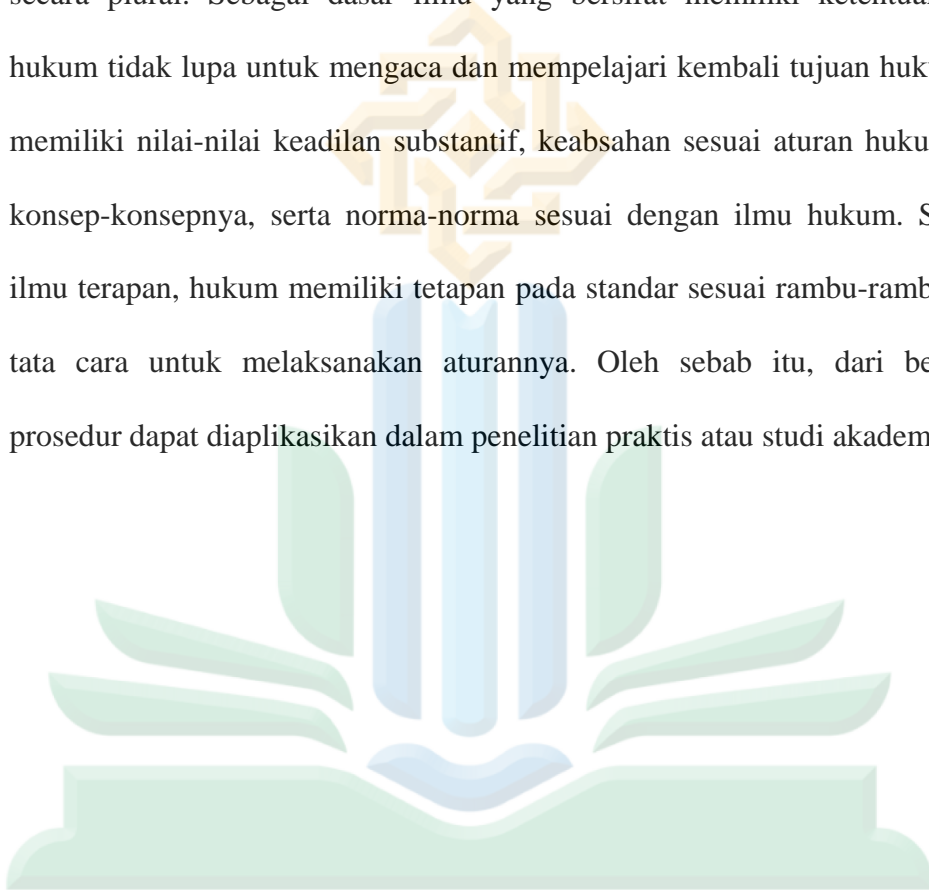 secara plural. Sebagai dasar ilmu yang bersifat memiliki ketentuan
hukum tidak lupa untuk mengaca dan mempelajari kembali tujuan huku
memiliki nilai-nilai keadilan substantif, keabsahan sesuai aturan huku
konsep-konsepnya, serta norma-norma sesuai dengan ilmu hukum. S
ilmu terapan, hukum memiliki tetapan pada standar sesuai rambu-ramb
tata cara untuk melaksanakan aturannya. Oleh sebab itu, dari be
prosedur dapat diaplikasikan dalam penelitian praktis atau studi akadem